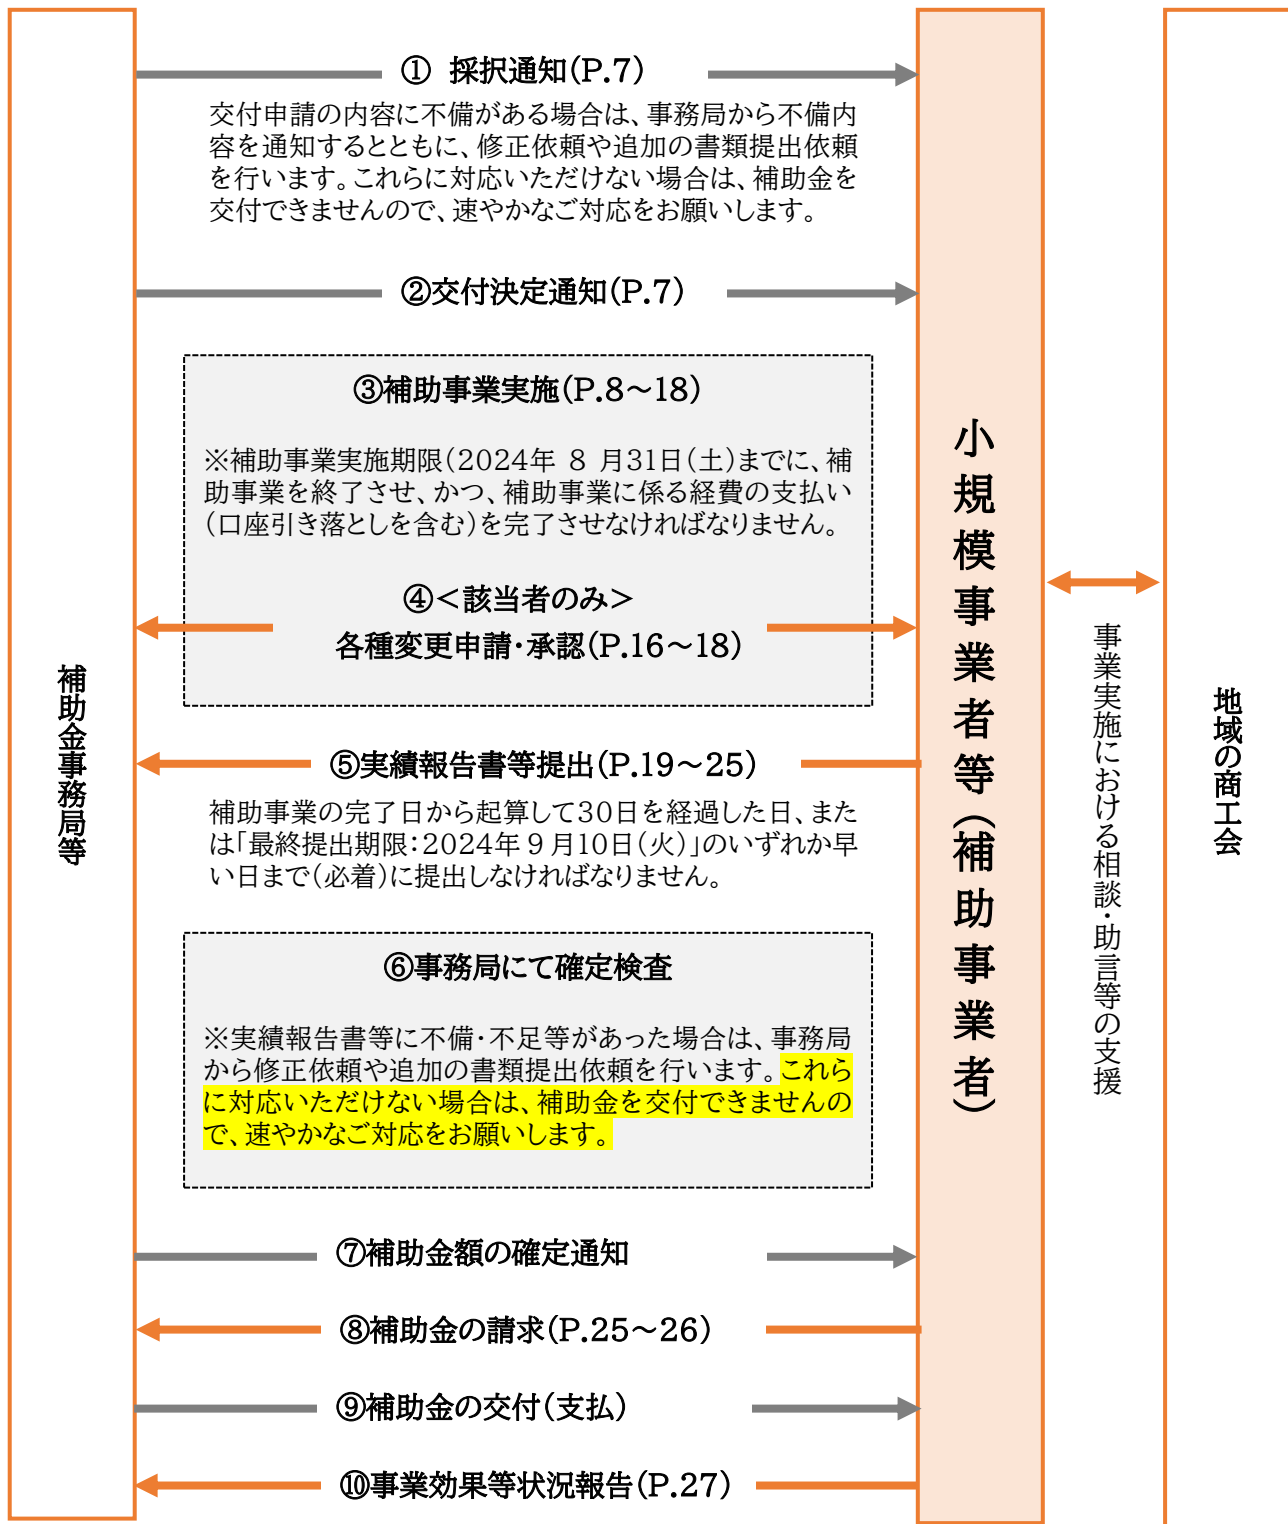 ① 採択通知(P.7)
交付申請の内容に不備がある場合は、事務局から不備内
容を通知するとともに、修正依頼や追加の書類提出依頼
を行います。これらに対応いただけない場合は、補助金を
交付できませんので、速やかなご対応をお願いします。
②交付決定通知(P.7)
③補助事業実施(P.8～18)
※補助事業実施期限(2024年 8 月31日(土)までに、補
助事業を終了させ、かつ、補助事業に係る経費の支払い
(口座引き落としを含む)を完了させなければなりません。
④＜該当者のみ＞
各種変更申請・承認(P.16～18)
⑤実績報告書等提出(P.19～25)
補助事業の完了日から起算して30日を経過した日、また
は「最終提出期限：2024年 9 月10日(火)」のいずれか早
い日まで(必着)に提出しなければなりません。
⑥事務局にて確定検査
※実績報告書等に不備・不足等があった場合は、事務局
から修正依頼や追加の書類提出依頼を行います。これら
に対応いただけない場合は、補助金を交付できませんの
で、速やかなご対応をお願いします。
⑦補助金額の確定通知
⑧補助金の請求(P.25～26)
⑨補助金の交付(支払)
⑩事業効果等状況報告(P.27)
補助金事務局等
小規模事業者等(補助事業者)
事業実施における相談・助言等の支援
地域の商工会